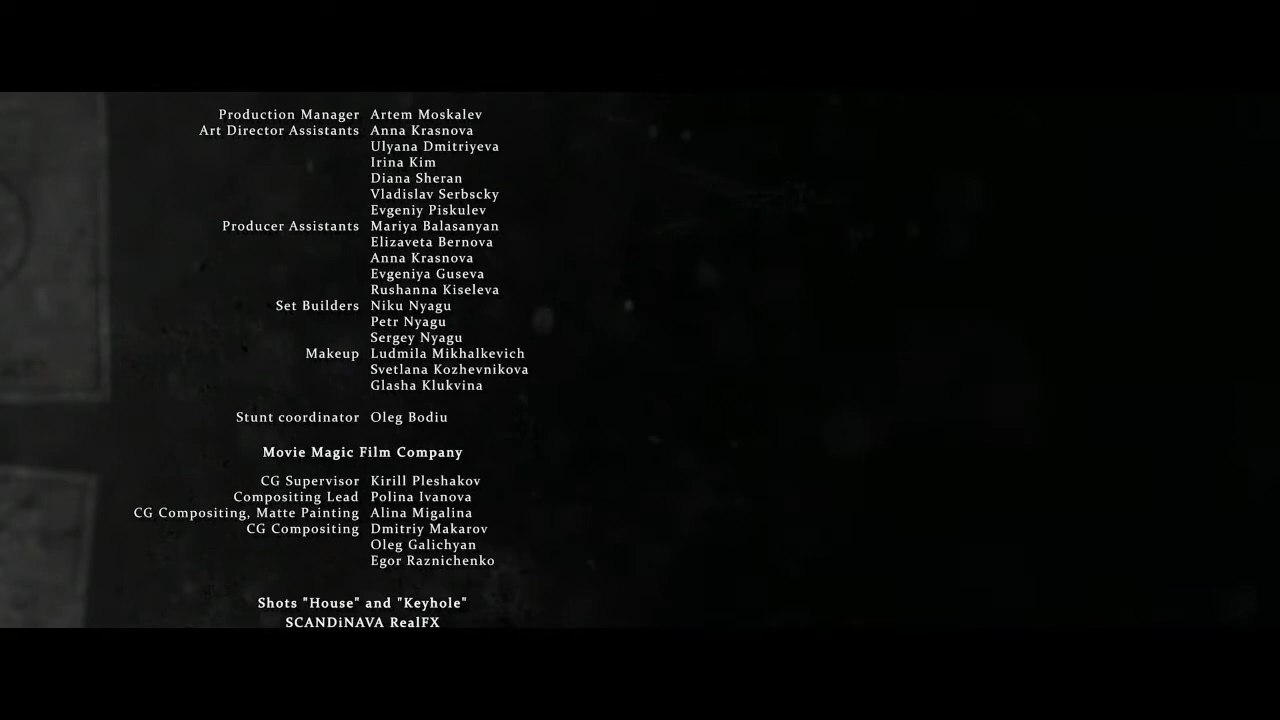 Production Manager Artem Moskalev
Art Director Assistants Anna Krasnova
Ulyana Dmitriyeva
Irina Kim
Diana Sheran
Vladislav Serbscky
Evgeniy Piskulev
Producer Assistants Mariya Balasanyan
Elizaveta Bernova
Anna Krasnova
Evgeniya Guseva
Rushanna Kiseleva
Set Builders Niku Nyagu
Petr Nyagu
Sergey Nyagu
Makeup Ludmila Mikhalkevich
Svetlana Kozhevnikova
Glasha Klukvina
Stunt coordinator Oleg Bodiu
Movie Magic Film Company
CG Supervisor Kirill Pleshakov
Compositing Lead Polina Ivanova
CG Compositing, Matte Painting Alina Migalina
CG Compositing Dmitriy Makarov
Oleg Galichyan
Egor Raznichenko
Shots "House" and "Keyhole"
SCANDiNAVA RealFX